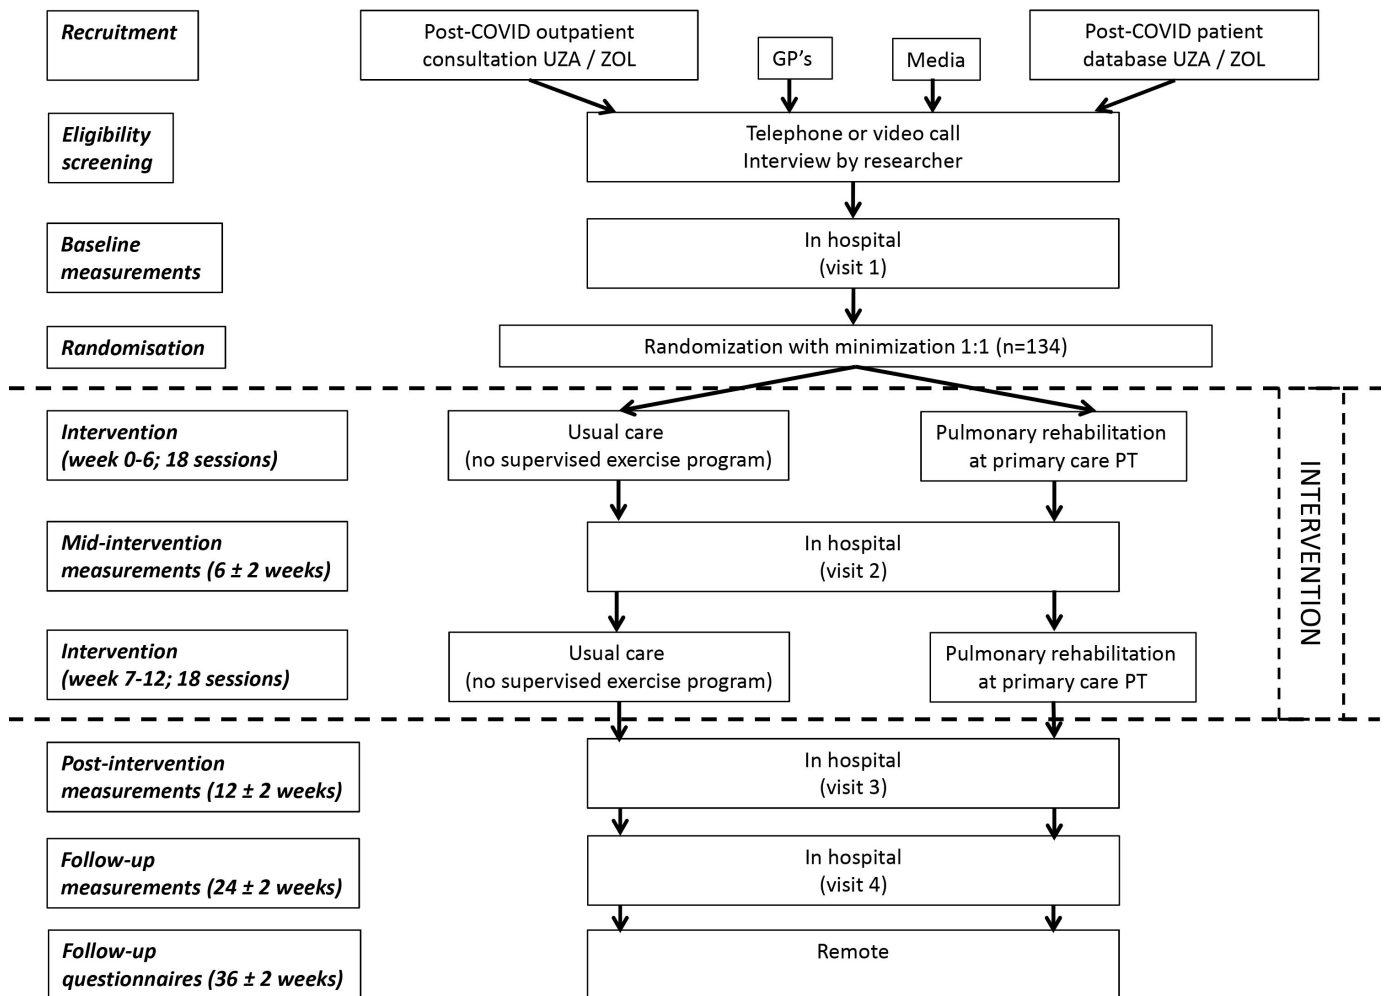 Recruitment
Post-COVID outpatient
consultation UZA / ZOL
GP's
Media
Post-COVID patient
database UZA / ZOL
Eligibility
screening
Telephone or video call
Interview by researcher
Baseline
measurements
In hospital
(visit 1)
Randomisation
Randomization with minimization 1:1 (n=134)
Intervention
(week 0-6; 18 sessions)
Usual care
(no supervised exercise program)
Pulmonary rehabilitation
at primary care PT
INTERVENTION
Mid-intervention
measurements (6 ± 2 weeks)
In hospital
(visit 2)
Intervention
(week 7-12; 18 sessions)
Usual care
(no supervised exercise program)
Pulmonary rehabilitation
at primary care PT
Post-intervention
measurements (12 ± 2 weeks)
In hospital
(visit 3)
Follow-up
measurements (24 ± 2 weeks)
In hospital
(visit 4)
Follow-up
questionnaires (36 ± 2 weeks)
Remote